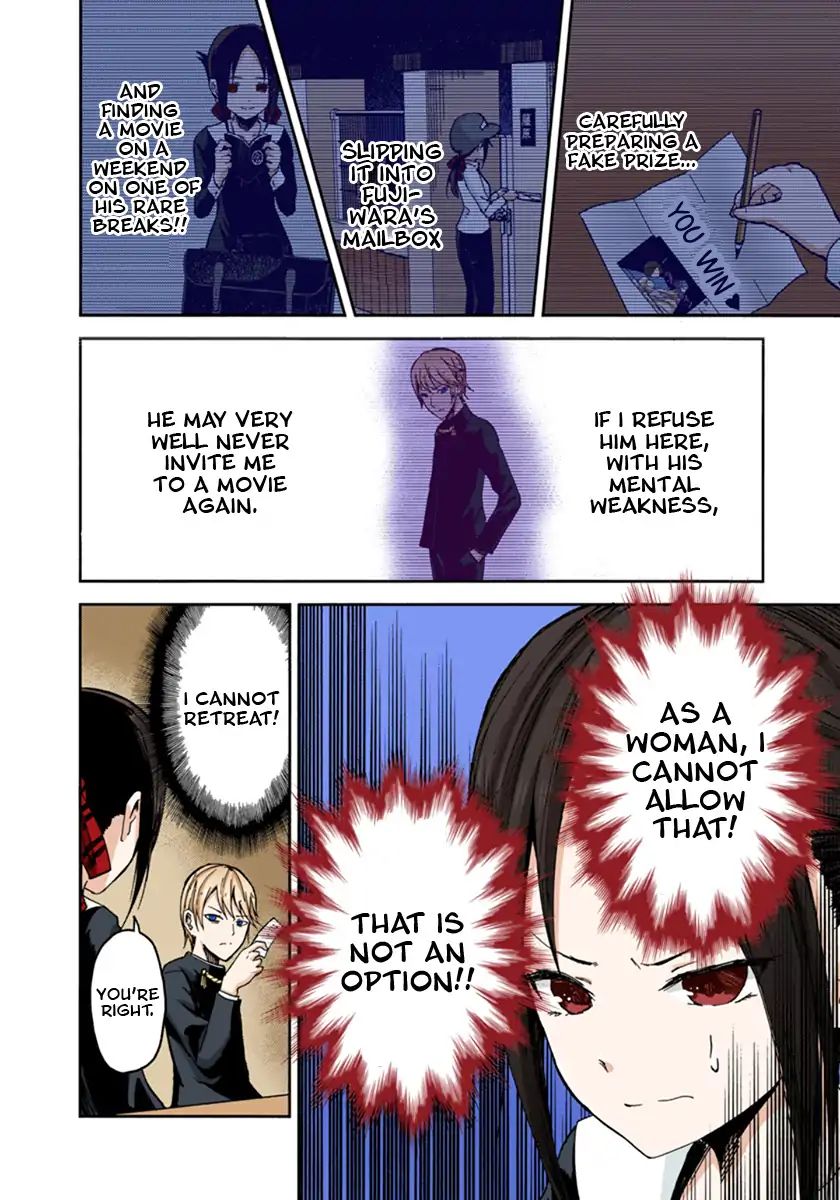 CAREFULLY
PREPARING A
FAKE PRIZE...
YOU WIN♥
SLIPPING
IT INTO
FUJI-
WARA'S
MAILBOX
AND
FINDING
A MOVIE
ON A
WEEKEND
ON ONE OF
HIS RARE
BREAKS!!
IF I REFUSE
HIM HERE,
WITH HIS
MENTAL
WEAKNESS,
HE MAY VERY
WELL NEVER
INVITE ME
TO A MOVIE
AGAIN.
AS A
WOMAN, I
CANNOT
ALLOW
THAT!
THAT IS
NOT AN
OPTION!!
I CANNOT
RETREAT!
YOU'RE
RIGHT.